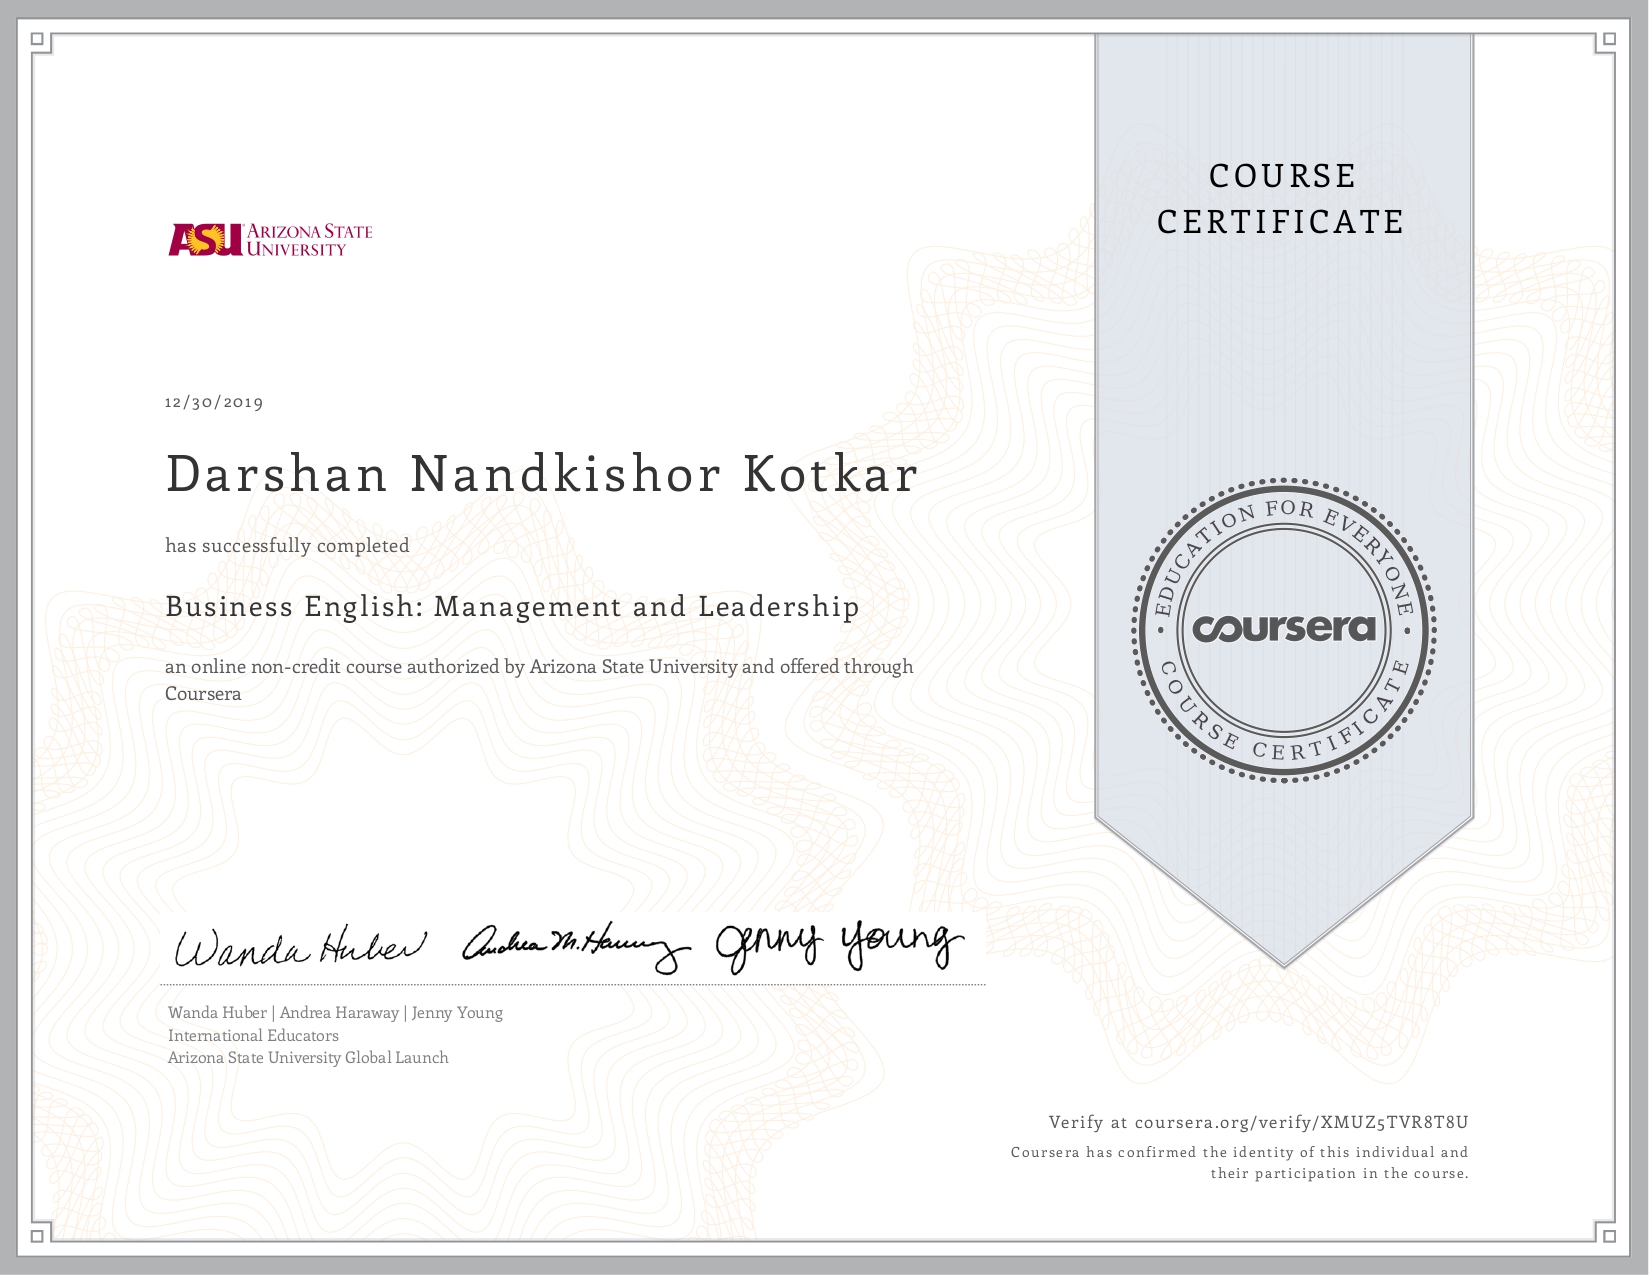 COURSE
CERTIFICATE
ASU ARIZONA STATE
UNIVERSITY
12/30/2019
Darshan Nandkishor Kotkar
has successfully completed
Business English: Management and Leadership
an online non-credit course authorized by Arizona State University and offered through
Coursera
EDUCATION FOR EVERYONE
coursera
COURSE CERTIFICATE
Wanda Huber Andrea M. Haraway Jenny Young
Wanda Huber | Andrea Haraway | Jenny Young
International Educators
Arizona State University Global Launch
Verify at coursera.org/verify/XMUZ5TVR8T8U
Coursera has confirmed the identity of this individual and
their participation in the course.